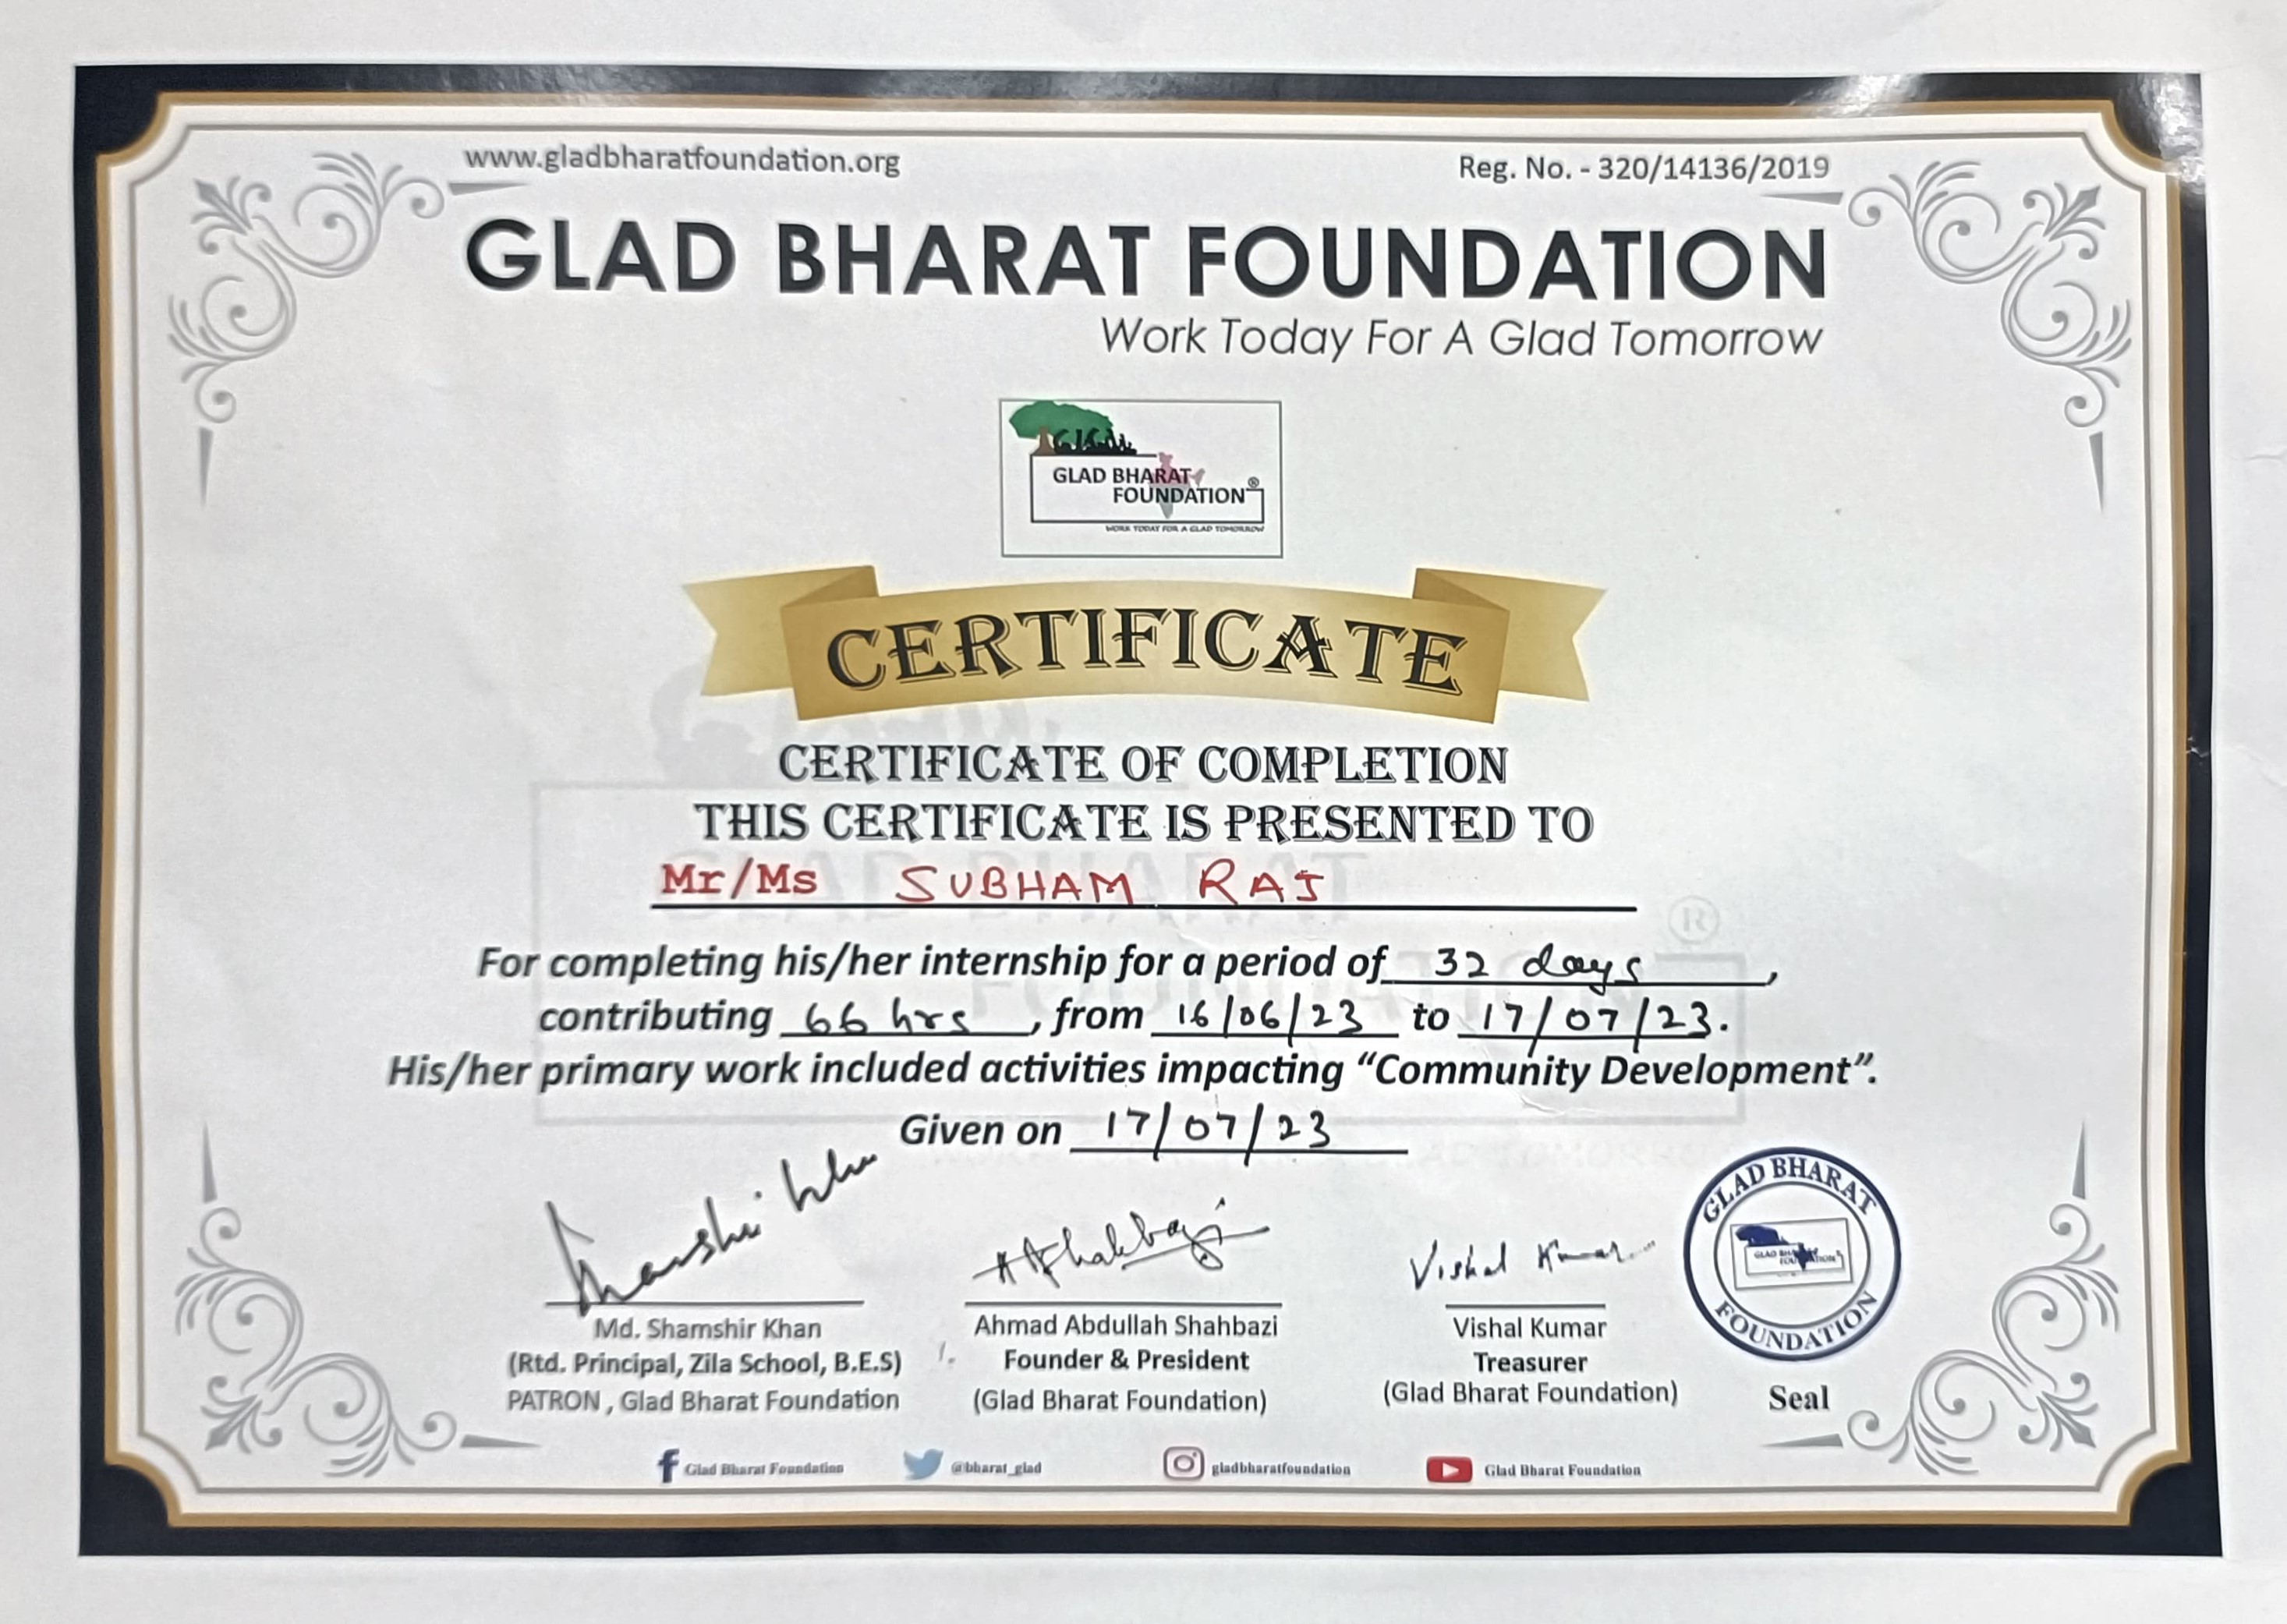 www.gladbharatfoundation.org
Reg. No. - 320/14136/2019
GLAD BHARAT FOUNDATION
Work Today For A Glad Tomorrow
GLAD BHARAT
FOUNDATION®
WORK TODAY FOR A GLAD TOMORROW
CERTIFICATE
CERTIFICATE OF COMPLETION
THIS CERTIFICATE IS PRESENTED TO
Mr/Ms SUBHAM RAJ
For completing his/her internship for a period of 32 days,
contributing 66 hrs, from 16/06/23 to 17/07/23.
His/her primary work included activities impacting “Community Development”.
Given on 17/07/23
Vishal Kumar
Md. Shamshir Khan
(Rtd. Principal, Zila School, B.E.S)
PATRON , Glad Bharat Foundation
Ahmad Abdullah Shahbazi
Founder & President
(Glad Bharat Foundation)
Vishal Kumar
Treasurer
(Glad Bharat Foundation)
GLAD BHARAT
GLAD BHARAT
FOUNDATION
FOUNDATION
Seal
Glad Bharat Foundation
@bharat_glad
gladbharatfoundation
Glad Bharat Foundation